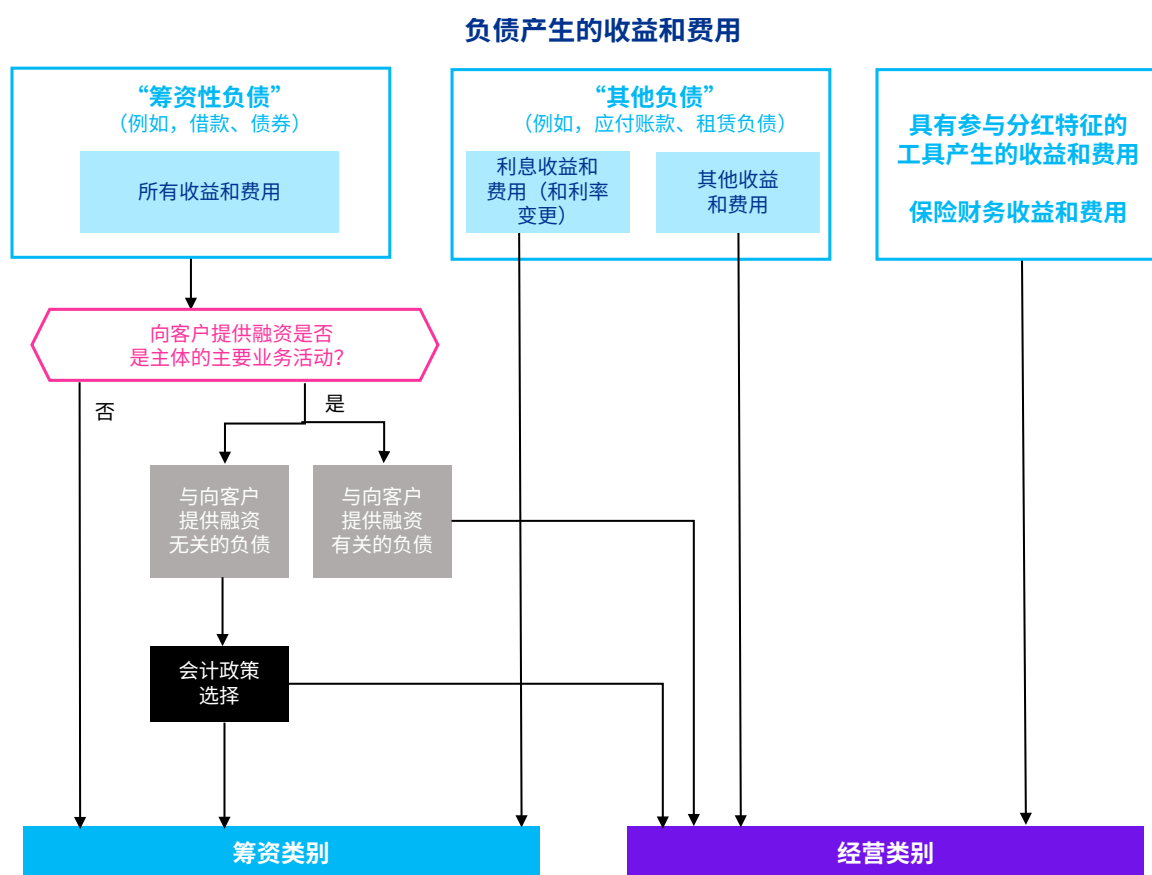 负债产生的收益和费用
“筹资性负债”
（例如，借款、债券）
所有收益和费用
“其他负债”
（例如，应付账款、租赁负债）
利息收益和
费用（和利率
变更）
其他收益
和费用
具有参与分红特征的
工具产生的收益和费用
保险财务收益和费用
向客户提供融资是否
是主体的主要业务活动？
否
是
与向客户
提供融资
无关的负债
与向客户
提供融资
有关的负债
会计政策
选择
筹资类别
经营类别